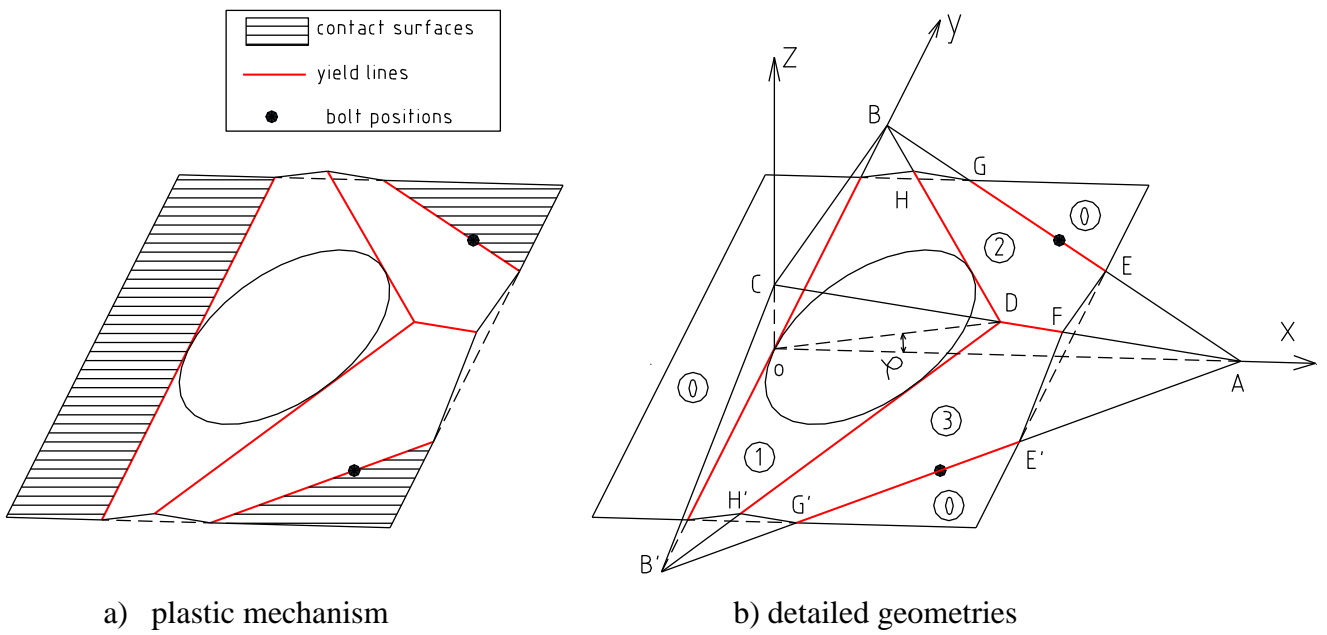 contact surfaces
yield lines
bolt positions
y
Z
B
G
H
0
2
E
C
D
F
X
φ
o
A
0
3
1
E'
H'
G'
0
B'
a) plastic mechanism
b) detailed geometries